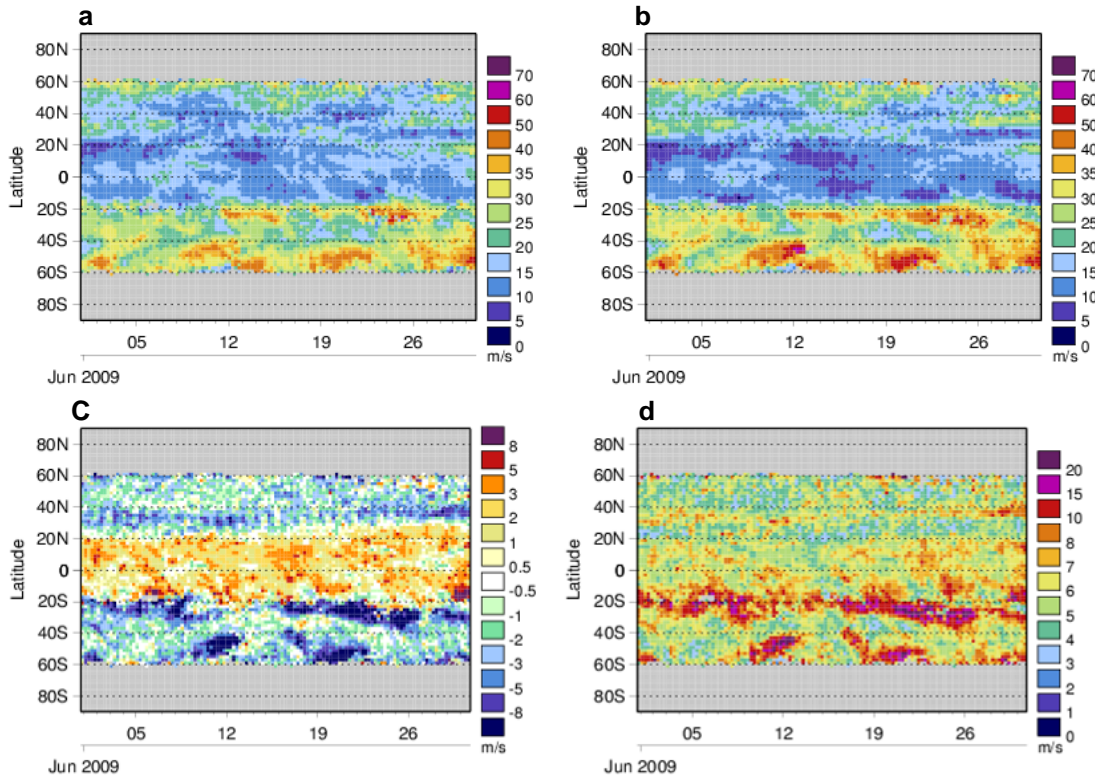 a
b
80N
60N
40N
20N
0
20S
40S
60S
80S
Latitude
05
12
19
26
Jun 2009
70
60
50
40
35
30
25
20
15
10
5
0
m/s
80N
60N
40N
20N
0
20S
40S
60S
80S
Latitude
05
12
19
26
Jun 2009
70
60
50
40
35
30
25
20
15
10
5
0
m/s
C
d
80N
60N
40N
20N
0
20S
40S
60S
80S
Latitude
05
12
19
26
Jun 2009
8
5
3
2
1
0.5
-0.5
-1
-2
-3
-5
-8
m/s
80N
60N
40N
20N
0
20S
40S
60S
80S
Latitude
05
12
19
26
Jun 2009
20
15
10
8
7
6
5
4
3
2
1
0
m/s